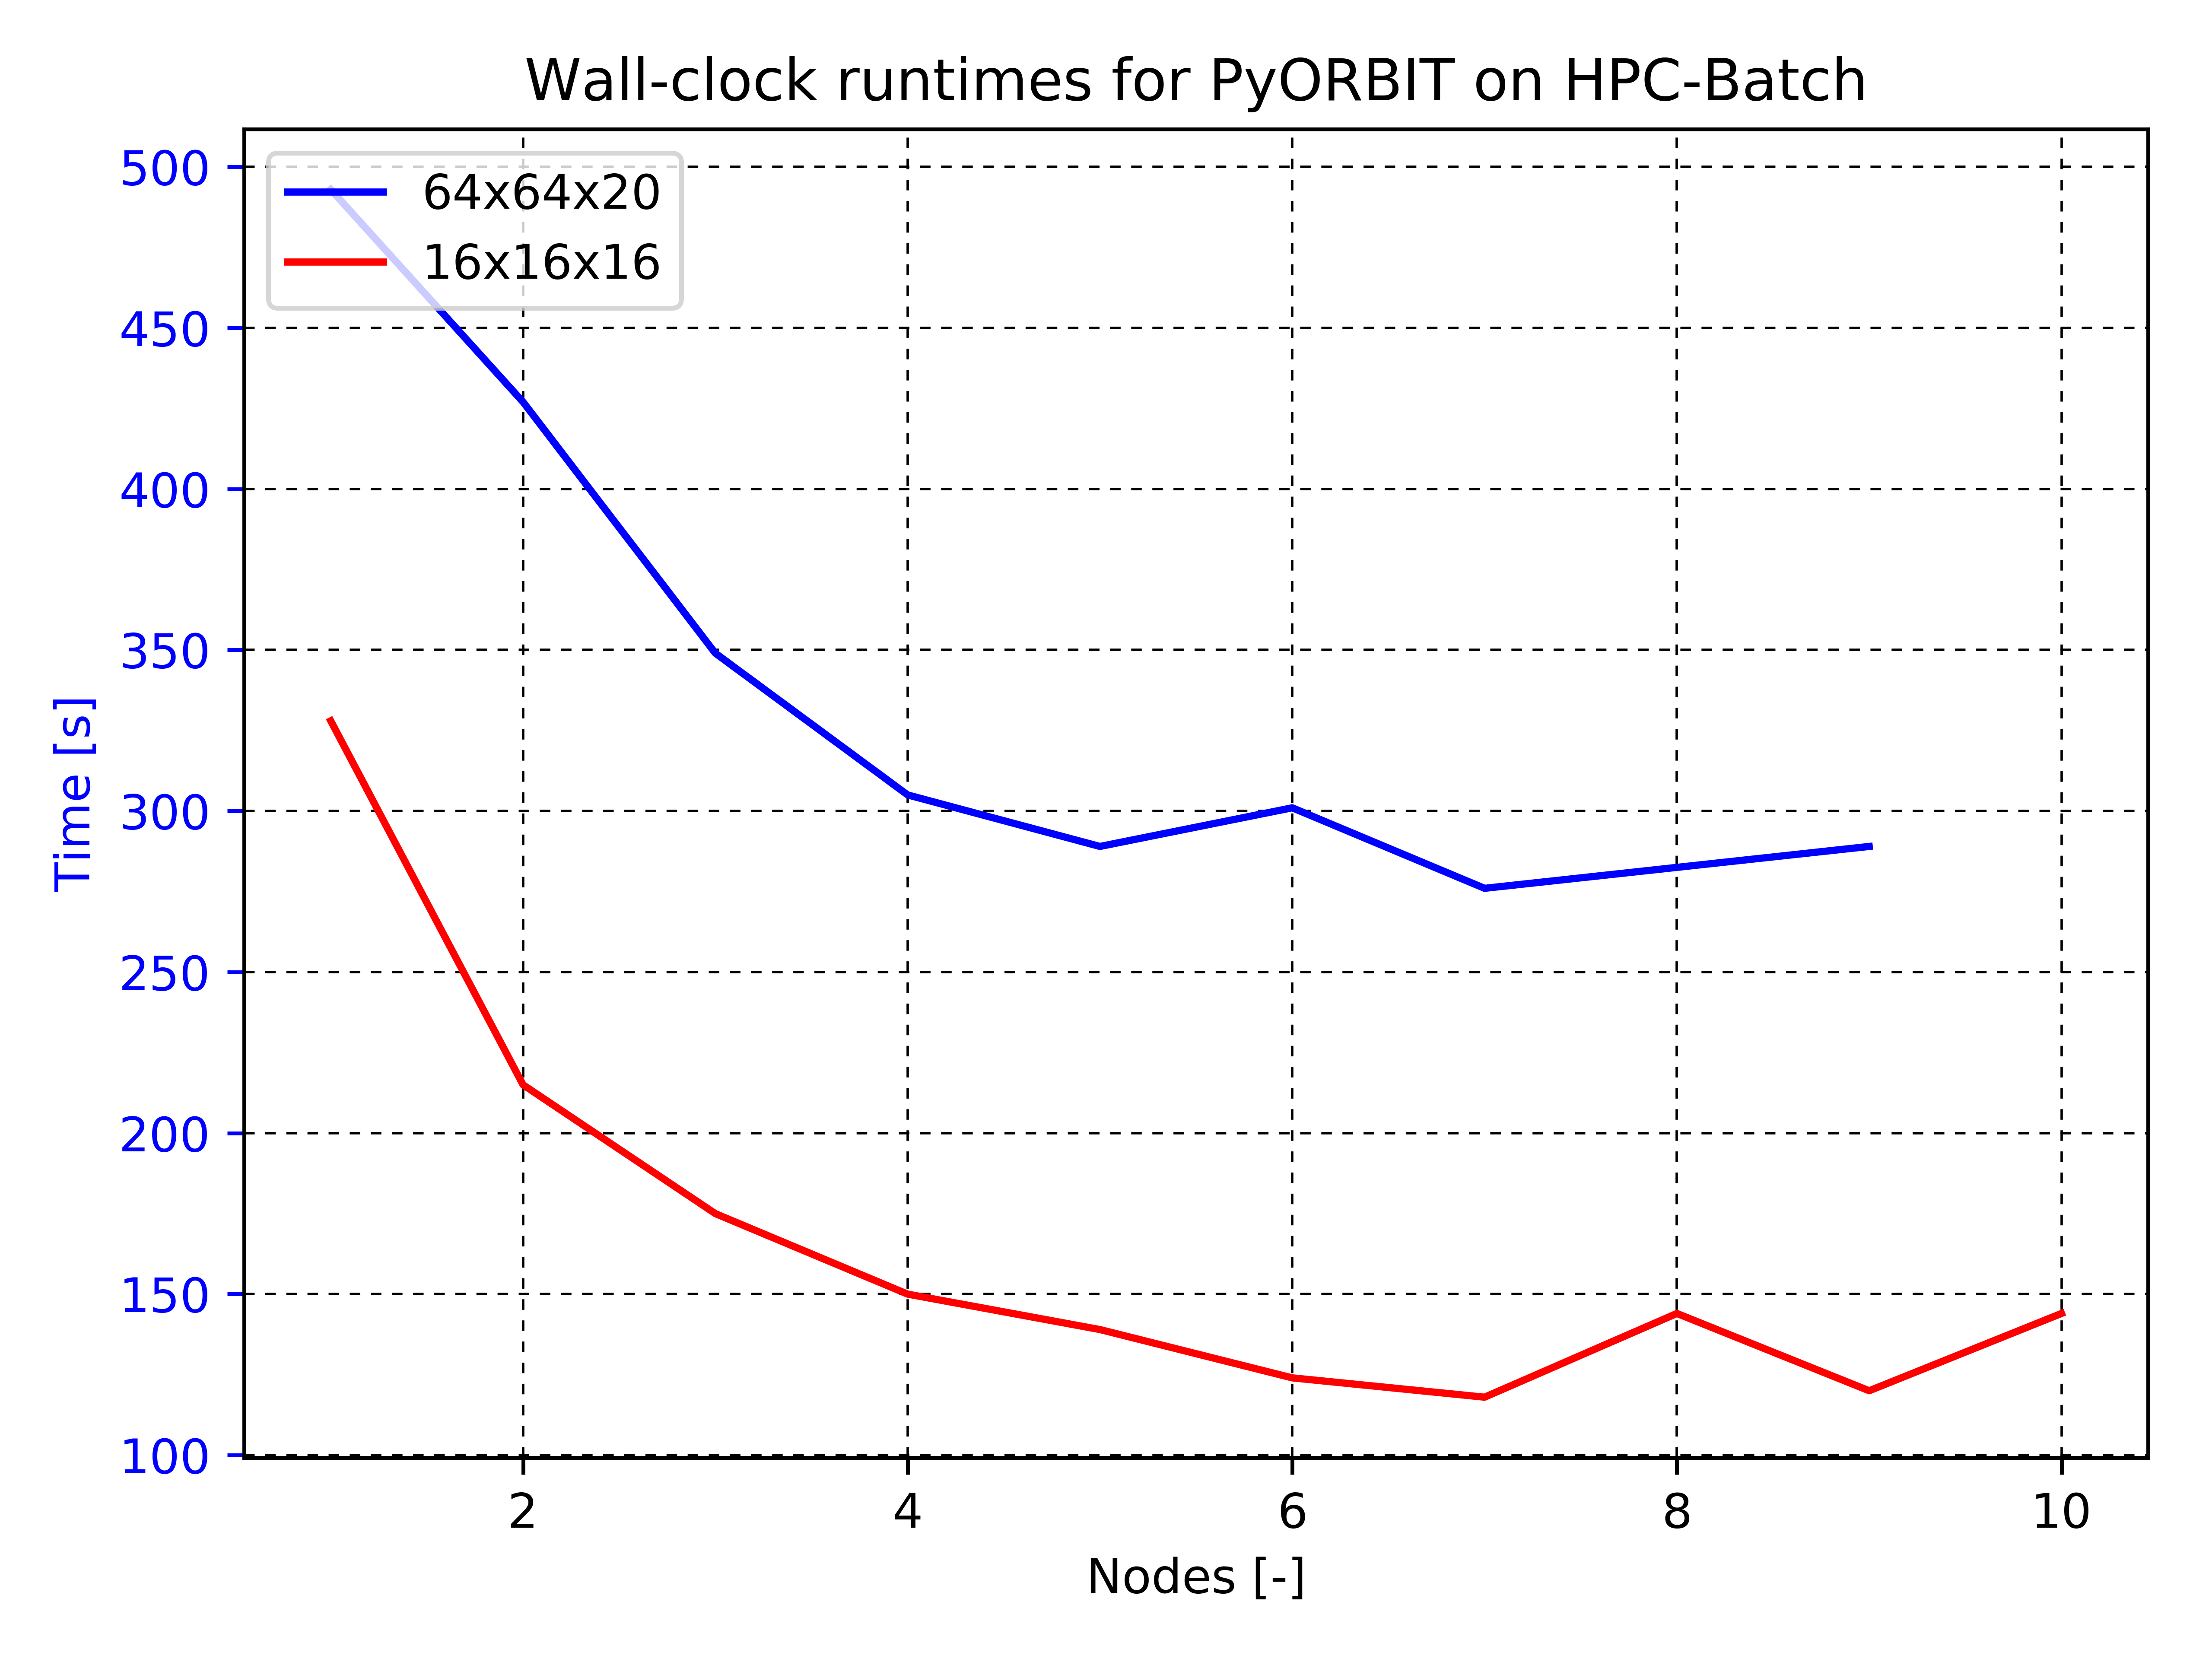 Wall-clock runtimes for PyORBIT on HPC-Batch
64x64x20
16x16x16
500
450
400
350
300
250
200
150
100
Time [s]
2 4 6 8 10
Nodes [-]